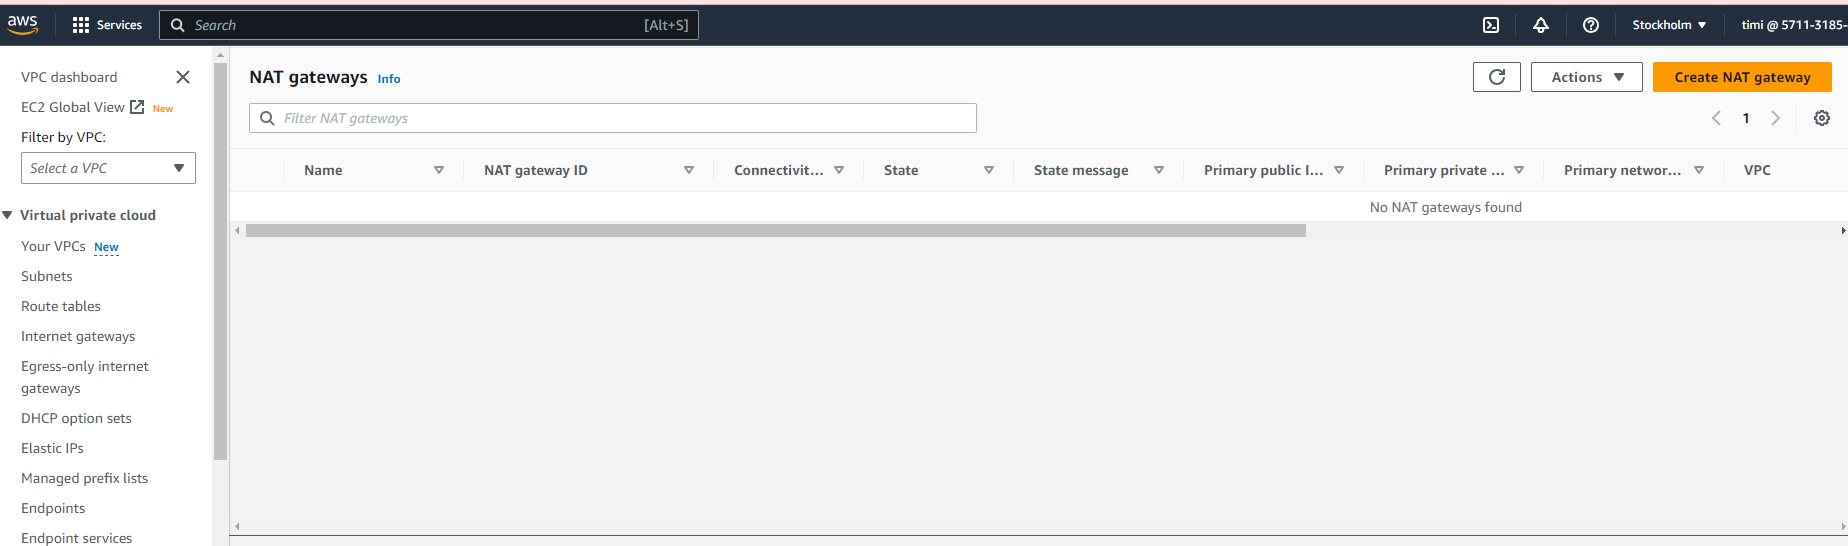 aws Services Search [Alt+S] Stockholm timi @ 5711-3185-
VPC dashboard
EC2 Global View New
Filter by VPC:
Select a VPC
Virtual private cloud
Your VPCs New
Subnets
Route tables
Internet gateways
Egress-only internet
gateways
DHCP option sets
Elastic IPs
Managed prefix lists
Endpoints
Endpoint services
NAT gateways Info
Actions Create NAT gateway
Filter NAT gateways
1
Name NAT gateway ID Connectivit... State State message Primary public I... Primary private ... Primary networ... VPC
No NAT gateways found